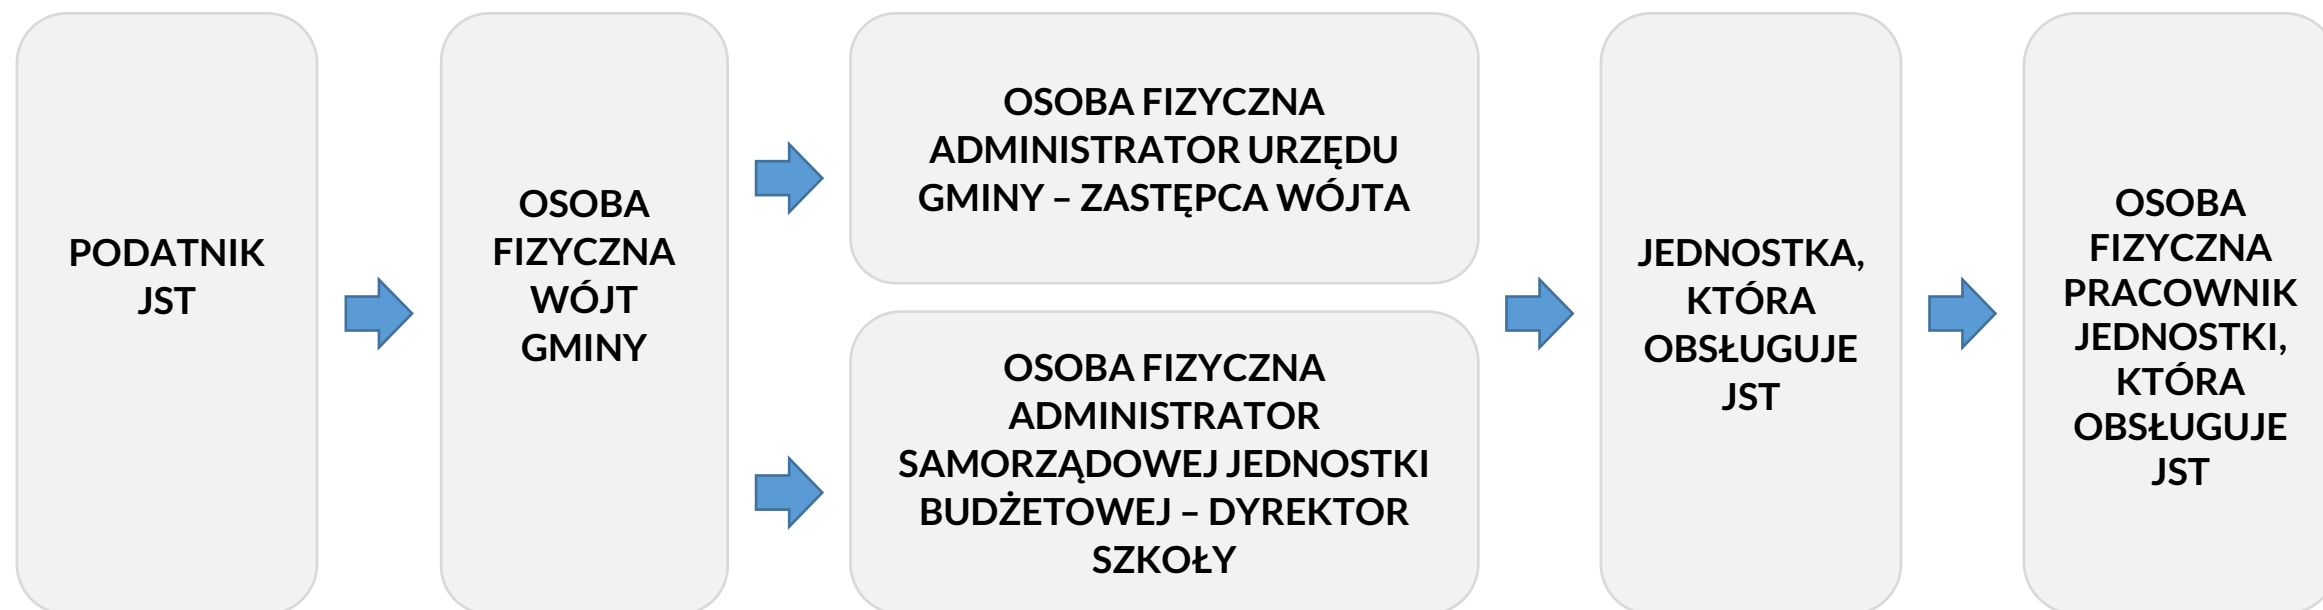 PODATNIK
JST
OSOBA
FIZYCZNA
WÓJT
GMINY
OSOBA FIZYCZNA
ADMINISTRATOR URZĘDU
GMINY – ZASTĘPCA WÓJTA
OSOBA FIZYCZNA
ADMINISTRATOR
SAMORZĄDOWEJ JEDNOSTKI
BUDŻETOWEJ – DYREKTOR
SZKOŁY
JEDNOSTKA,
KTÓRA
OBSŁUGUJE
JST
OSOBA
FIZYCZNA
PRACOWNIK
JEDNOSTKI,
KTÓRA
OBSŁUGUJE
JST